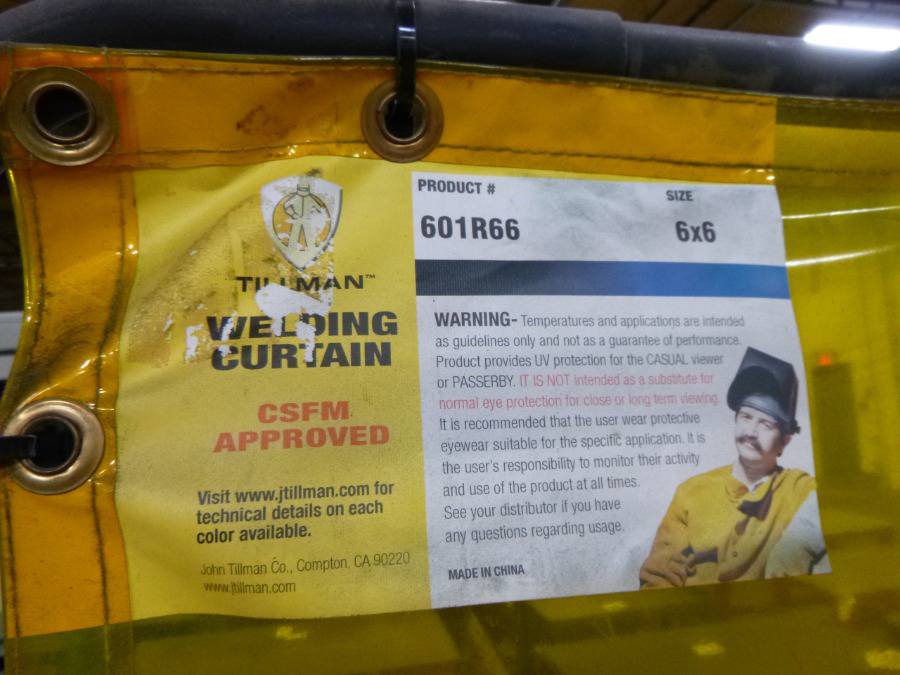 TILLMAN™
WELDING
CURTAIN
CSFM
APPROVED
Visit www.jtillman.com for
technical details on each
color available.
John Tillman Co., Compton, CA 90220
www.jtillman.com
PRODUCT #
601R66
SIZE
6x6
WARNING- Temperatures and applications are intended
as guidelines only and not as a guarantee of performance.
Product provides UV protection for the CASUAL viewer
or PASSERBY. IT IS NOT intended as a substitute for
normal eye protection for close or long term viewing.
It is recommended that the user wear protective
eyewear suitable for the specific application. It is
the user's responsibility to monitor their activity
and use of the product at all times.
See your distributor if you have
any questions regarding usage.
MADE IN CHINA